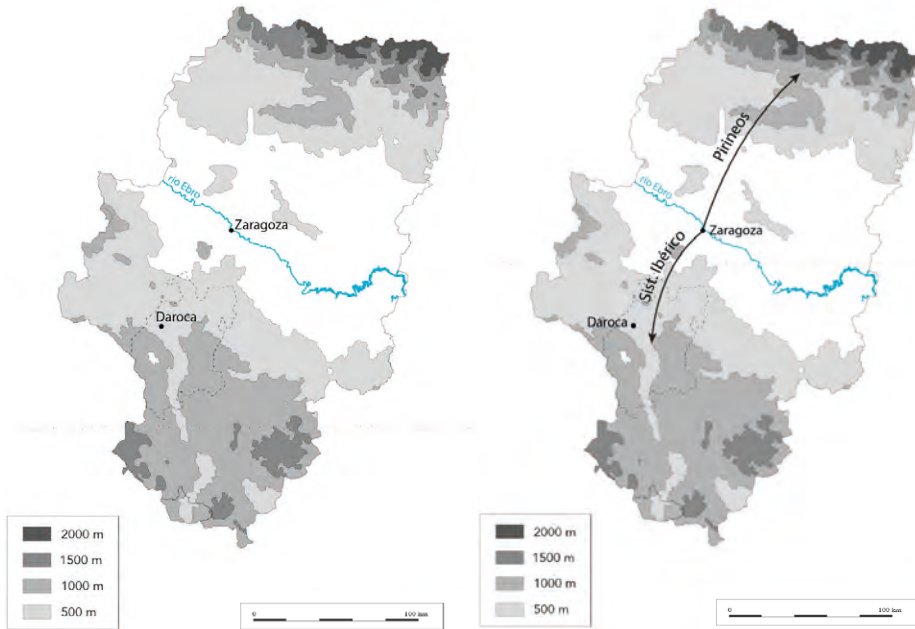 río Ebro
Zaragoza
Daroca
2000 m
1500 m
1000 m
500 m
0
100 km
Pirineos
río Ebro
Zaragoza
Sist. Ibérico
Daroca
2000 m
1500 m
1000 m
500 m
0
100 km